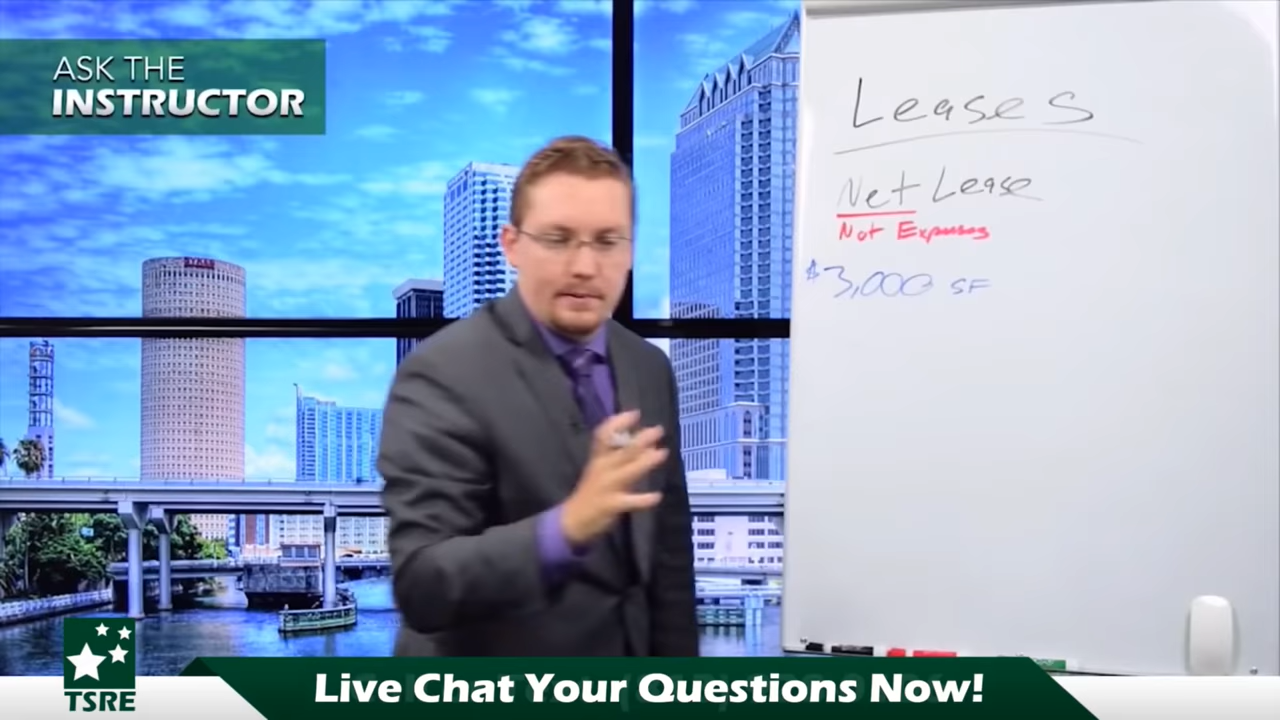 ASK THE
INSTRUCTOR
Leases
Net Lease
Not Expenses
$3,000 SF
TSRE
Live Chat Your Questions Now!